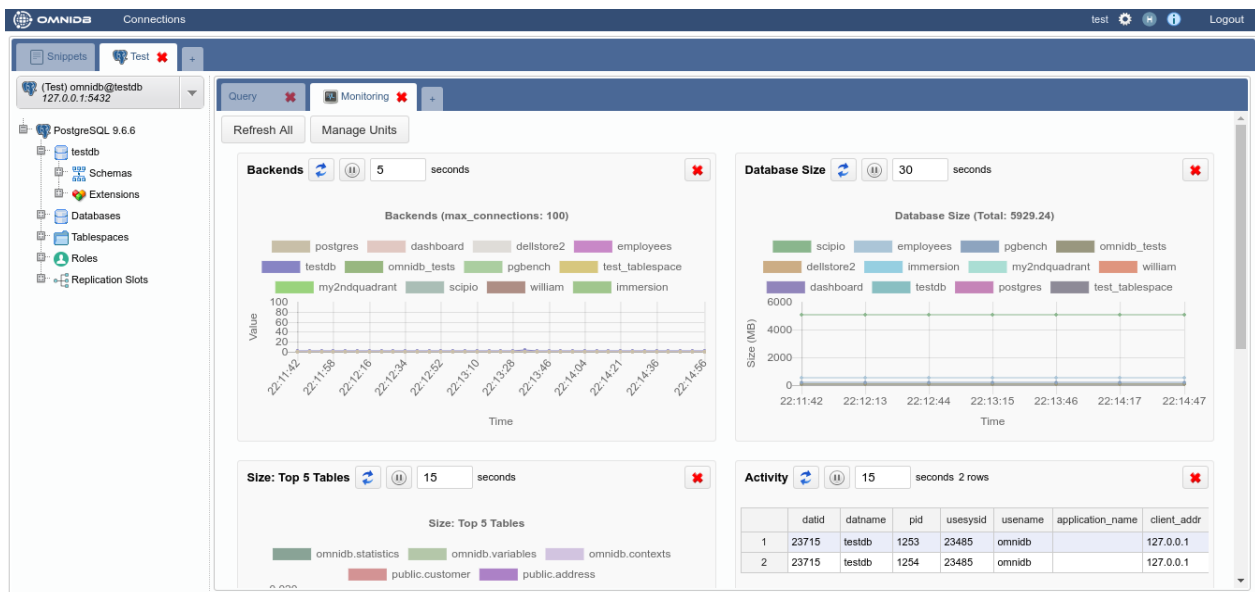 OMNIDB Connections test H i Logout
Snippets Test +
(Test) omnidb@testdb
127.0.0.1:5432
PostgreSQL 9.6.6
testdb
Schemas
Extensions
Databases
Tablespaces
Roles
Replication Slots
Query Monitoring +
Refresh All Manage Units
Backends 5 seconds
Backends (max_connections: 100)
postgres dashboard dellstore2 employees
testdb omnidb_tests pgbench test_tablespace
my2ndquadrant scipio william immersion
100
80
60
40
20
0
Value
22:11:42 22:11:58 22:12:16 22:12:34 22:12:52 22:13:10 22:13:28 22:13:46 22:14:04 22:14:21 22:14:36 22:14:56
Time
Database Size 30 seconds
Database Size (Total: 5929.24)
scipio employees pgbench omnidb_tests
dellstore2 immersion my2ndquadrant william
dashboard testdb postgres test_tablespace
6000
4000
2000
0
Size (MB)
22:11:42 22:12:13 22:12:44 22:13:15 22:13:46 22:14:17 22:14:47
Time
Size: Top 5 Tables 15 seconds
Size: Top 5 Tables
omnidb.statistics omnidb.variables omnidb.contexts
public.customer public.address
Activity 15 seconds 2 rows
datid datname pid usesysid usename application_name client_addr
1 23715 testdb 1253 23485 omnidb 127.0.0.1
2 23715 testdb 1254 23485 omnidb 127.0.0.1